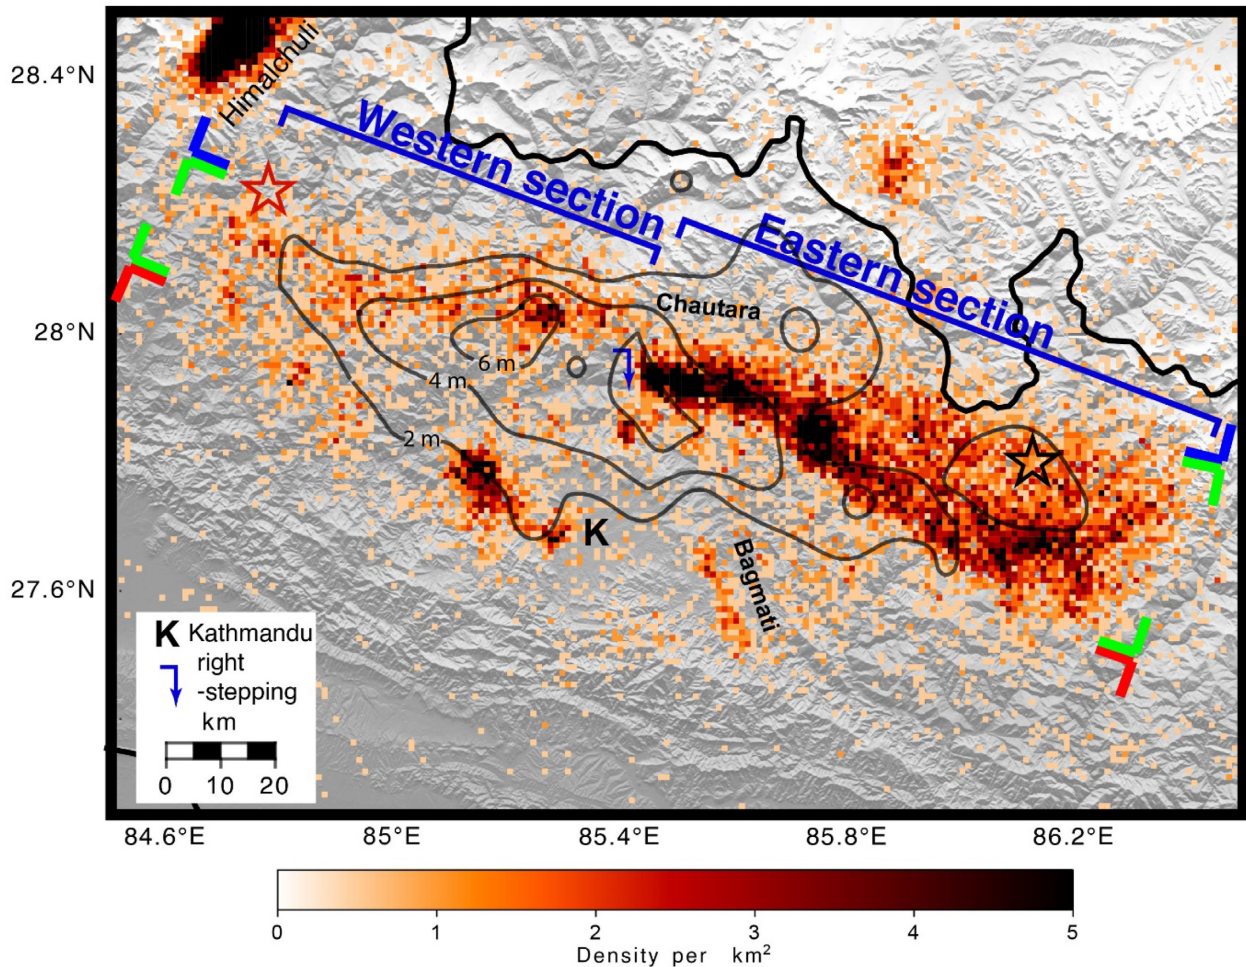 28.4°N
28°N
27.6°N
Himalchuli
Western section
Eastern section
Chautara
6 m
4 m
2 m
K
Bagmati
K Kathmandu
right
-stepping
km
0 10 20
84.6°E 85°E 85.4°E 85.8°E 86.2°E
0 1 2 3 4 5
Density per km²